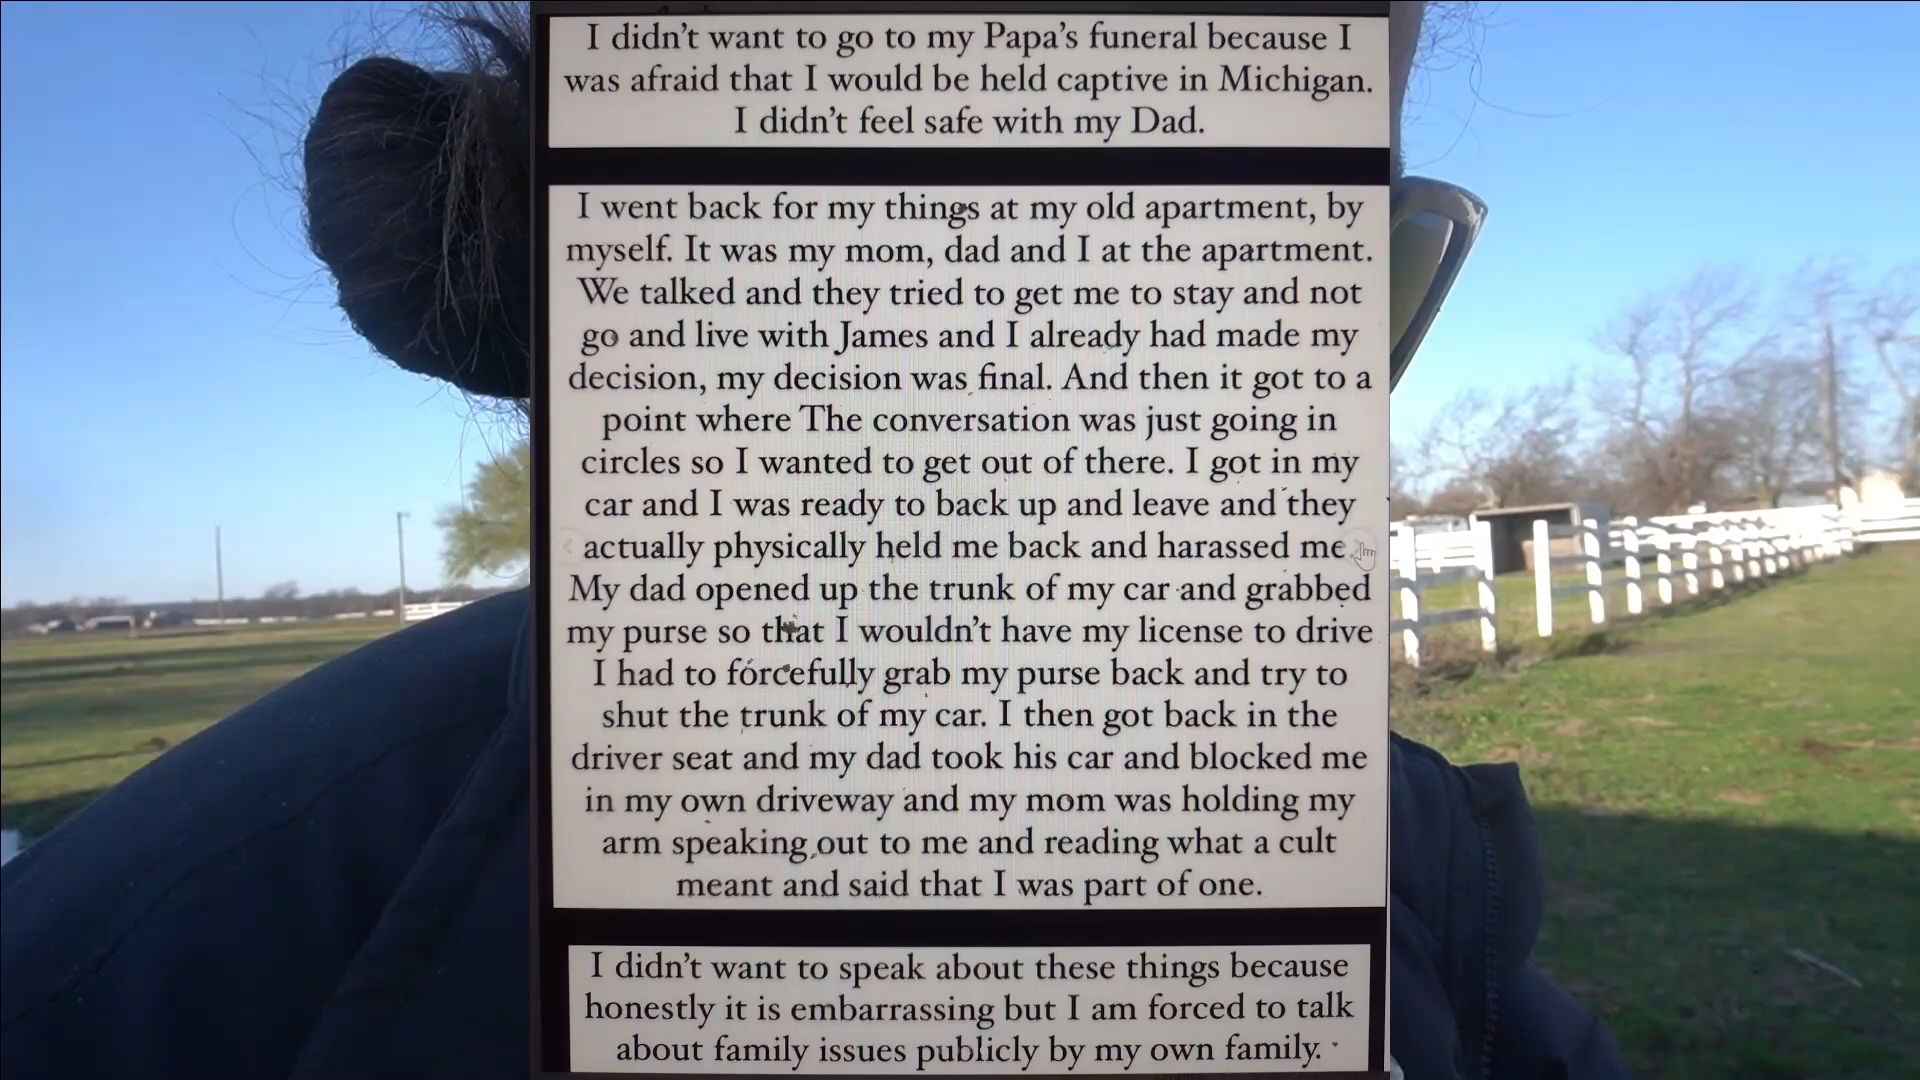 I didn't want to go to my Papa's funeral because I
was afraid that I would be held captive in Michigan.
I didn't feel safe with my Dad.
I went back for my things at my old apartment, by
myself. It was my mom, dad and I at the apartment.
We talked and they tried to get me to stay and not
go and live with James and I already had made my
decision, my decision was final. And then it got to a
point where The conversation was just going in
circles so I wanted to get out of there. I got in my
car and I was ready to back up and leave and they
actually physically held me back and harassed me
My dad opened up the trunk of my car and grabbed
my purse so that I wouldn't have my license to drive
I had to forcefully grab my purse back and try to
shut the trunk of my car. I then got back in the
driver seat and my dad took his car and blocked me
in my own driveway and my mom was holding my
arm speaking out to me and reading what a cult
meant and said that I was part of one.
I didn't want to speak about these things because
honestly it is embarrassing but I am forced to talk
about family issues publicly by my own family.